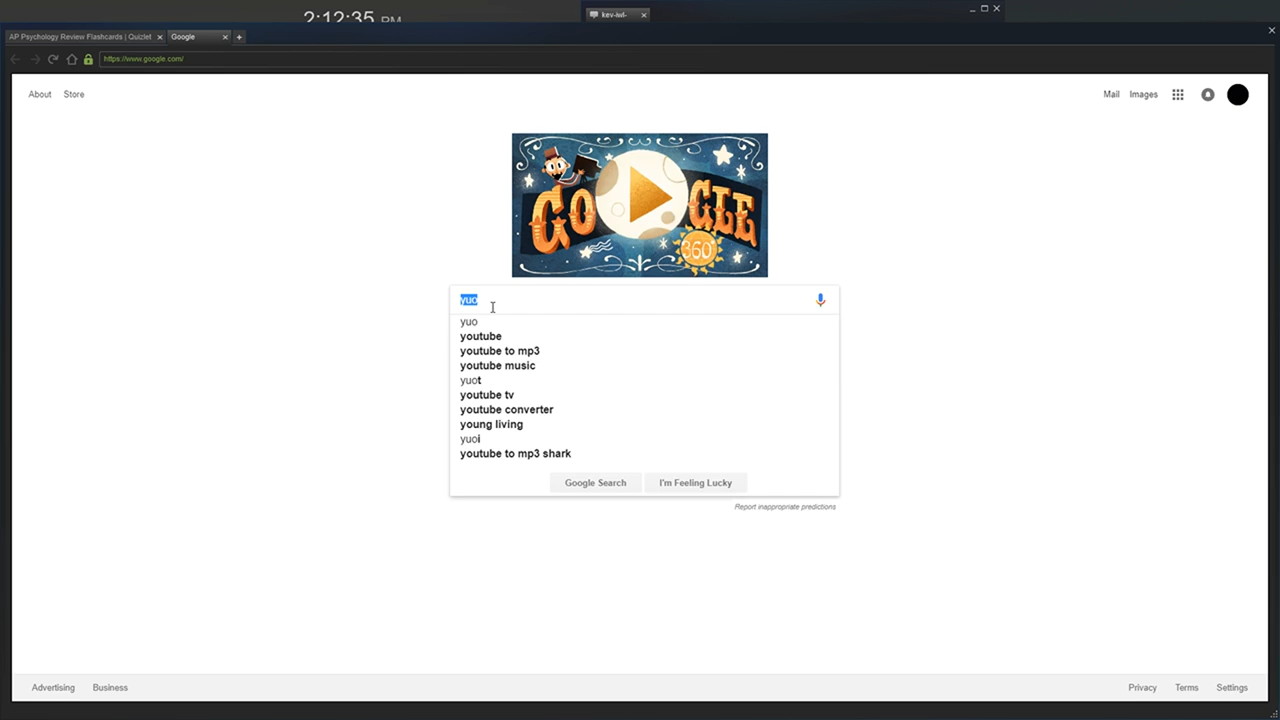 2:12:35 PM
kev-iwl-
AP Psychology Review Flashcards | Quizlet
Google
https://www.google.com/
About Store
Mail Images
GO GLE
360°
yuo
yuo
youtube
youtube to mp3
youtube music
yuot
youtube tv
youtube converter
young living
yuoi
youtube to mp3 shark
Google Search I'm Feeling Lucky
Report inappropriate predictions
Advertising Business
Privacy Terms Settings